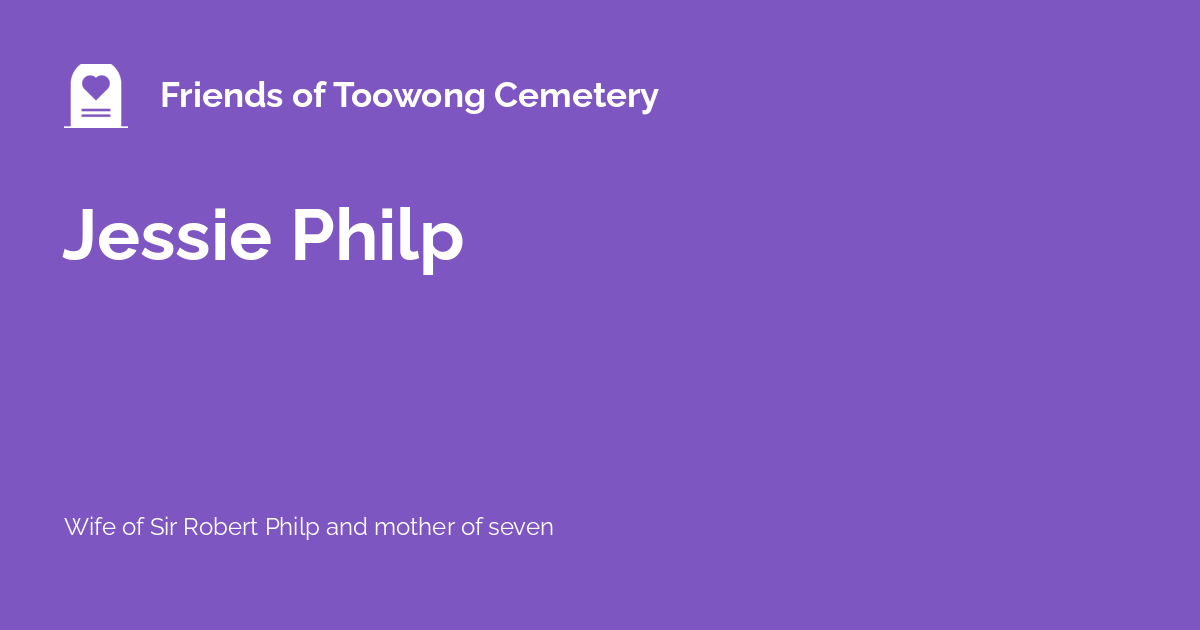 Friends of Toowong Cemetery
Jessie Philp
Wife of Sir Robert Philp and mother of seven